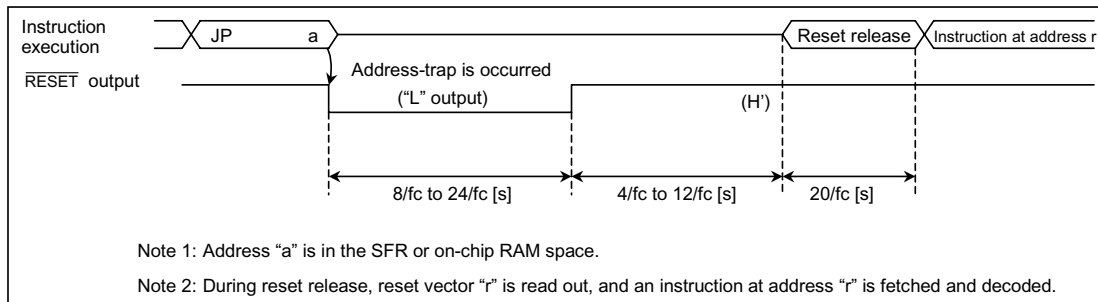 Instruction
execution
JP a
Reset release
Instruction at address r
RESET output
Address-trap is occurred
(“L” output)
(H’)
8/fc to 24/fc [s]
4/fc to 12/fc [s]
20/fc [s]
Note 1: Address “a” is in the SFR or on-chip RAM space.
Note 2: During reset release, reset vector “r” is read out, and an instruction at address “r” is fetched and decoded.